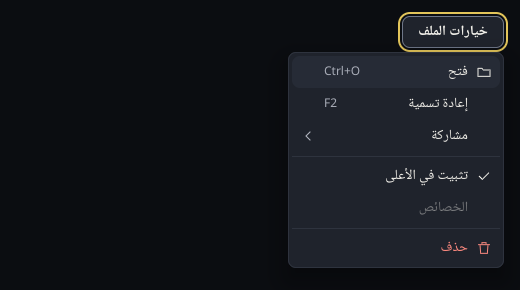 خيارات الملف
فتح Ctrl+O
إعادة تسمية F2
مشاركة
تثبيت في الأعلى
الخصائص
حذف